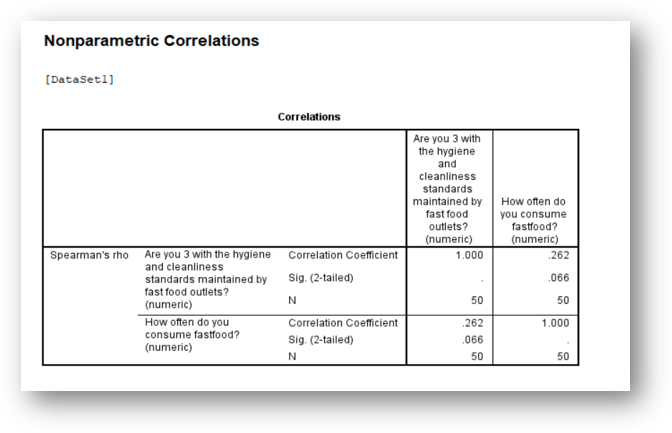 Nonparametric Correlations
[DataSet1]
Correlations
Are you 3 with
the hygiene
and
cleanliness
standards
maintained by
fast food
outlets?
(numeric)
How often do
you consume
fastfood?
(numeric)
Spearman's rho
Are you 3 with the hygiene
and cleanliness
standards maintained by
fast food outlets?
(numeric)
Correlation Coefficient 1.000 .262
Sig. (2-tailed) . .066
N 50 50
How often do you
consume fastfood?
(numeric)
Correlation Coefficient .262 1.000
Sig. (2-tailed) .066 .
N 50 50